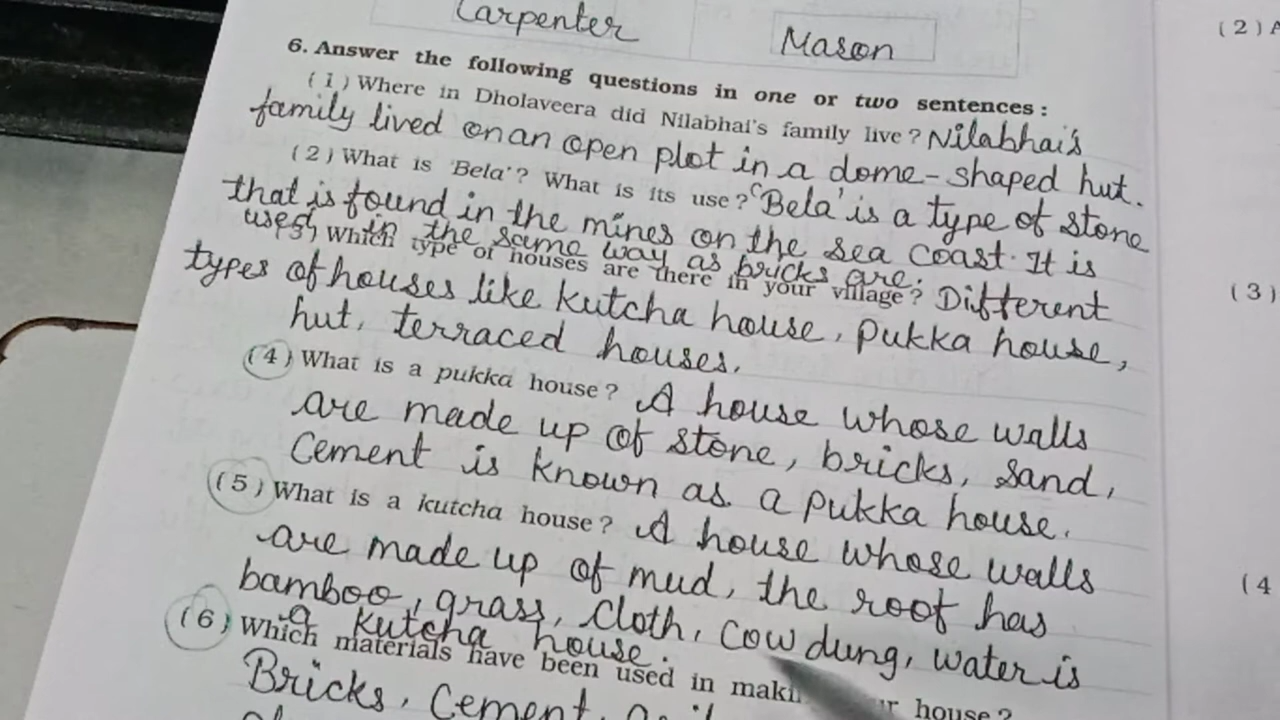 Carpenter Mason
6. Answer the following questions in one or two sentences :
( 1 ) Where in Dholaveera did Nilabhai's family live ? Nilabhai's
family lived on an open plot in a dome-shaped hut.
( 2 ) What is 'Bela'? What is its use ? 'Bela' is a type of stone
that is found in the mines on the sea coast. It is
used in the same way as bricks are.
( 3 ) Which type of houses are there in your village ? Different
types of houses like kutcha house, pukka house,
hut, terraced houses.
( 4 ) What is a pukka house ? A house whose walls
are made up of stone, bricks, sand,
Cement is known as a pukka house.
( 5 ) What is a kutcha house ? A house whose walls
are made up of mud, the roof has
bamboo, grass, cloth, cow dung, water is
a kutcha house.
( 6 ) Which materials have been used in house ?
Bricks, Cement,
( 2 ) A
( 3 )
( 4